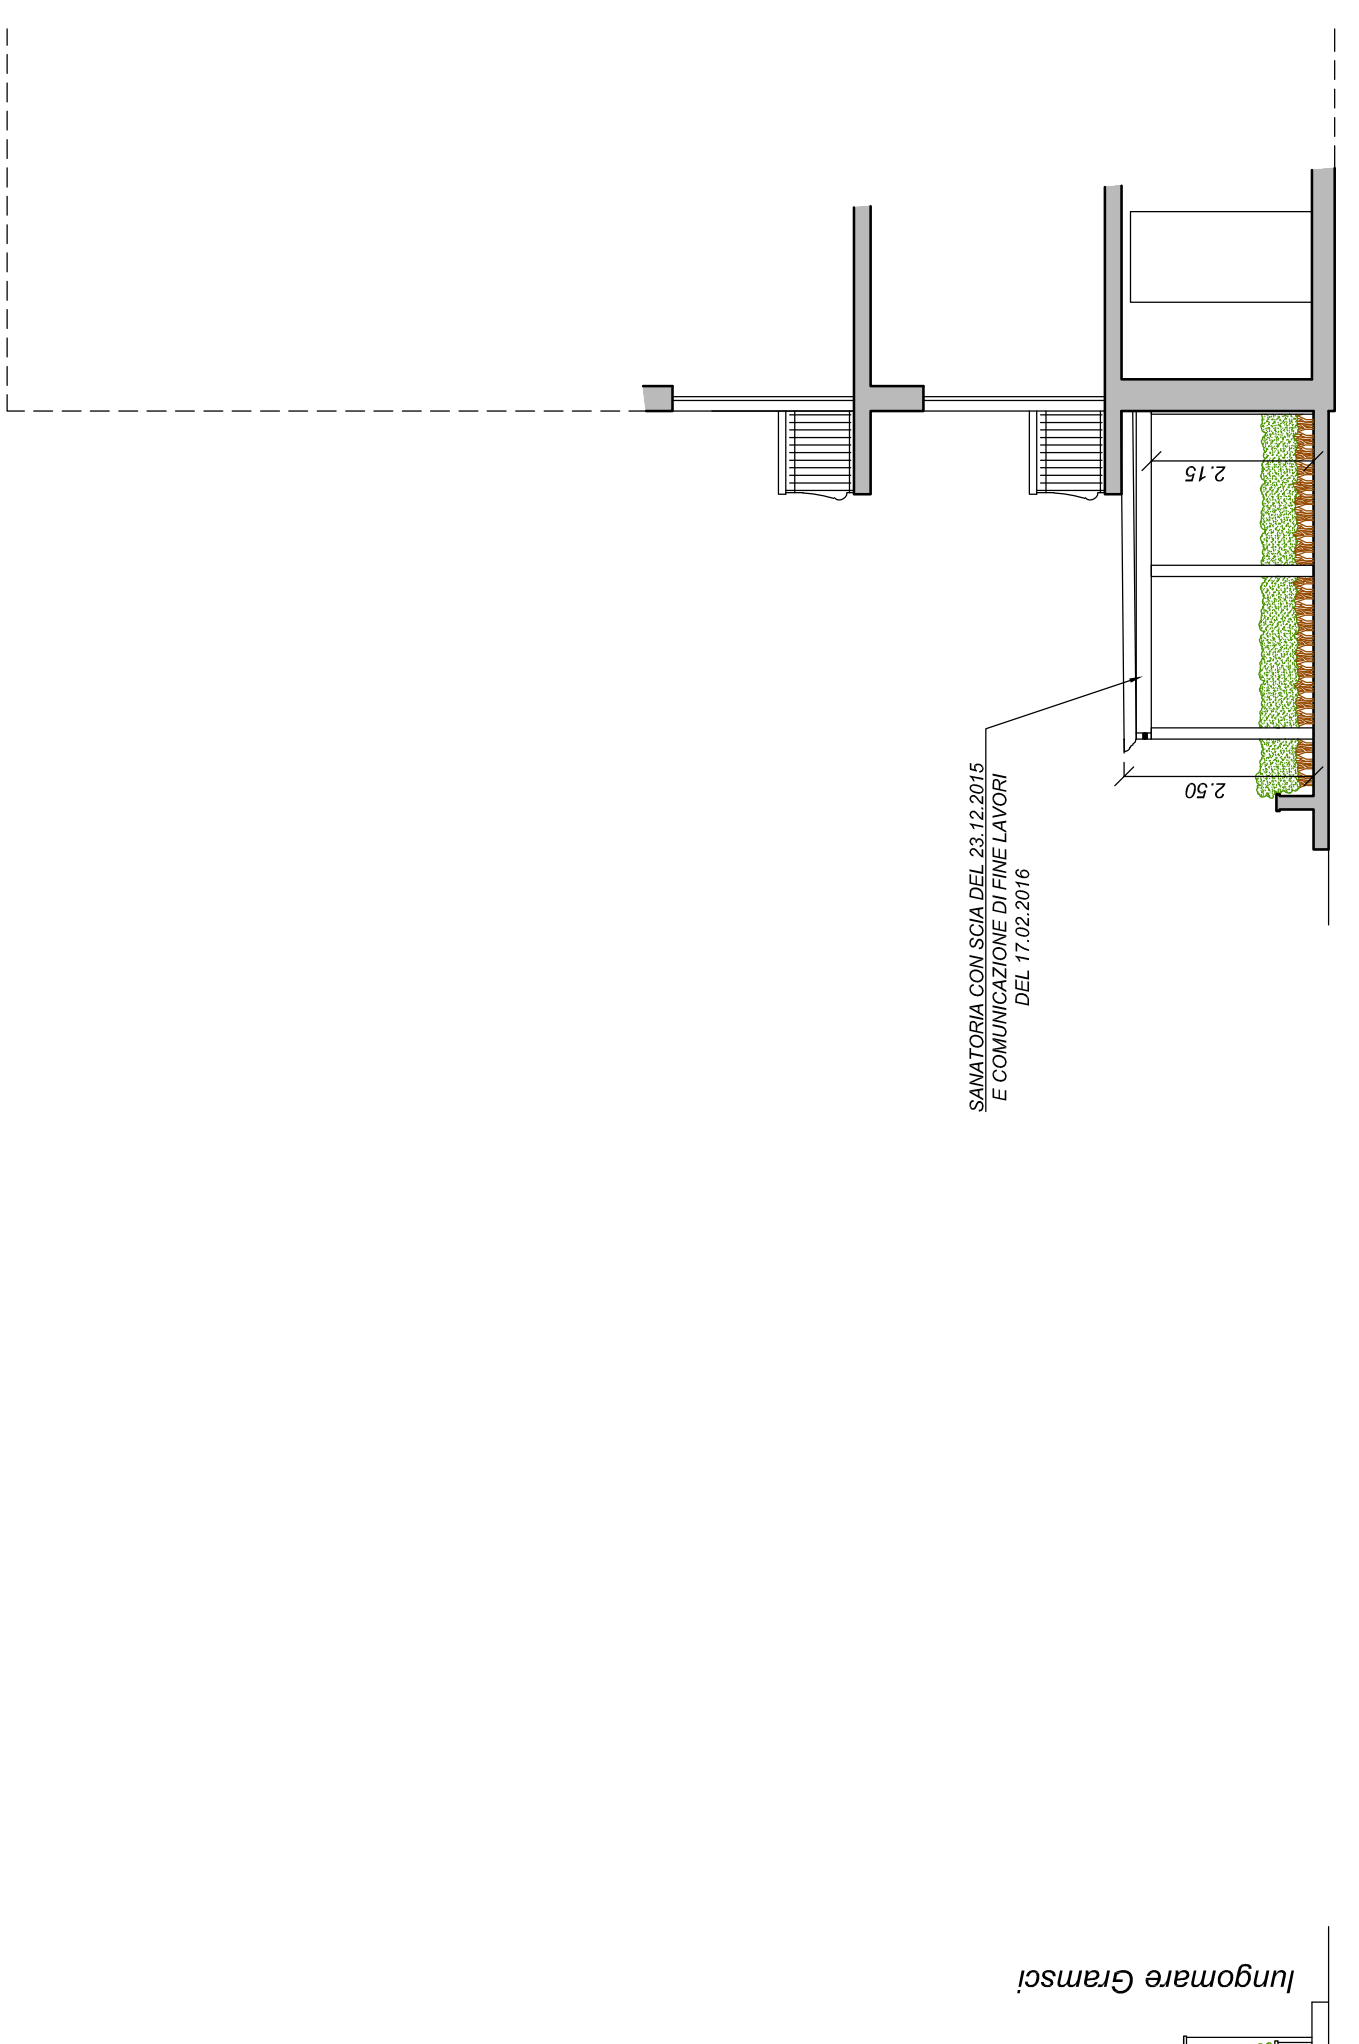 2.15
2.50
SANATORIA CON SCIA DEL 23.12.2015
E COMUNICAZIONE DI FINE LAVORI
DEL 17.02.2016
lungomare Gramsci